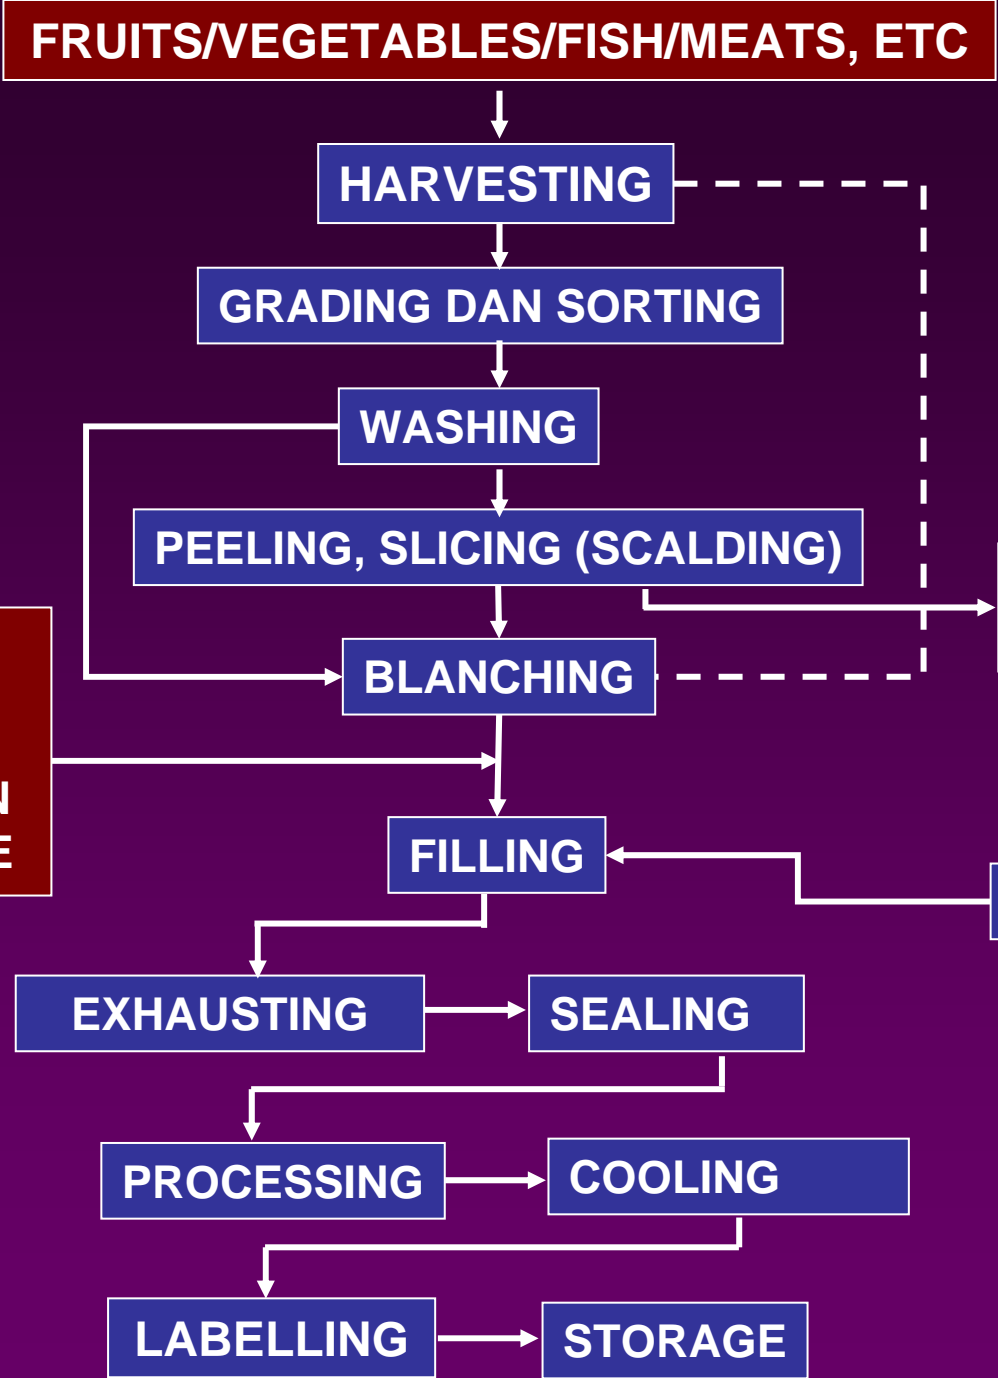 FRUITS/VEGETABLES/FISH/MEATS, ETC
HARVESTING
GRADING DAN SORTING
WASHING
PEELING, SLICING (SCALDING)
BLANCHING
FILLING
EXHAUSTING
SEALING
PROCESSING
COOLING
LABELLING
STORAGE